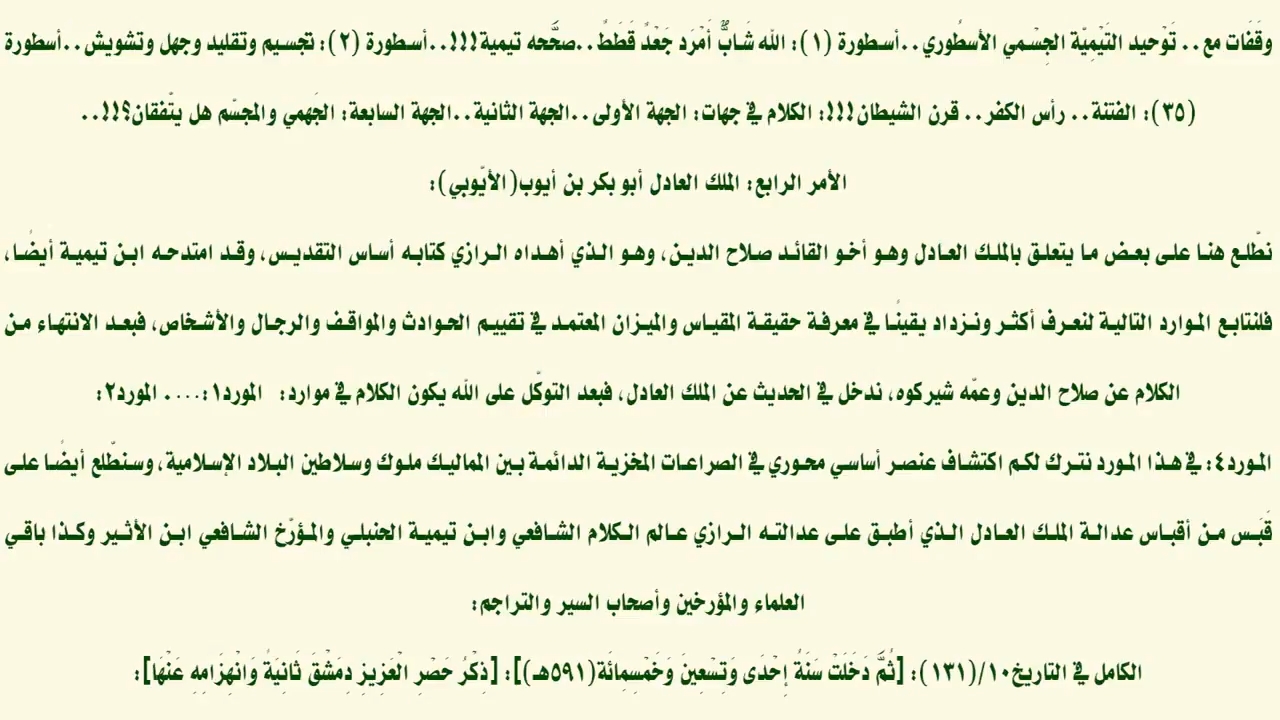 وقَفَات مع.. تَوْحيد التَيْمِيّة الجِسْمي الأسطُوري..أسطورة (١): الله شَابٌّ أَمْرَد جَعْدٌ قَطَطٌ..صحَّحه تيمية!!!..أسطورة (٢): تجسيم وتقليد وجهل وتشويش..أسطورة
(٣٥): الفتنة.. رأس الكفر.. قرن الشيطان!!!: الكلام في جهات: الجهة الأولى..الجهة الثانية..الجهة السابعة: الجَهمي والمجسّم هل يتّفقان؟!!..
الأمر الرابع: الملك العادل أبو بكر بن أيوب(الأيّوبي):
نطّلع هنا على بعض ما يتعلق بالملك العادل وهو أخو القائد صلاح الدين، وهو الذي أهداه الرازي كتابه أساس التقديس، وقد امتدحه ابن تيمية أيضًا،
فلنتابع الموارد التالية لنعرف أكثر ونزداد يقينًا في معرفة حقيقة المقياس والميزان المعتمد في تقييم الحوادث والمواقف والرجال والأشخاص، فبعد الانتهاء من
الكلام عن صلاح الدين وعمّه شيركوه، ندخل في الحديث عن الملك العادل، فبعد التوكّل على الله يكون الكلام في موارد: المورد١:.... المورد٢:
المورد٤: في هذا المورد نترك لكم اكتشاف عنصر أساسي محوري في الصراعات المخزية الدائمة بين المماليك ملوك وسلاطين البلاد الإسلامية، وسنطّلع أيضًا على
قَبَس من أقباس عدالة الملك العادل الذي أطبق على عدالته الرازي عالم الكلام الشافعي وابن تيمية الحنبلي والمؤرّخ الشافعي ابن الأثير وكذا باقي
العلماء والمؤرخين وأصحاب السير والتراجم:
الكامل في التاريخ١٠/(١٣١): [ثُمَّ دَخَلَتْ سَنَةُ إِحْدَى وَتِسْعِينَ وَخَمْسِمِائَة(٥٩١هـ)]: [ذِكْرُ حَصْرِ الْعَزِيزِ دِمَشْقَ ثَانِيَةً وَانْهِزَامِهِ عَنْهَا]: